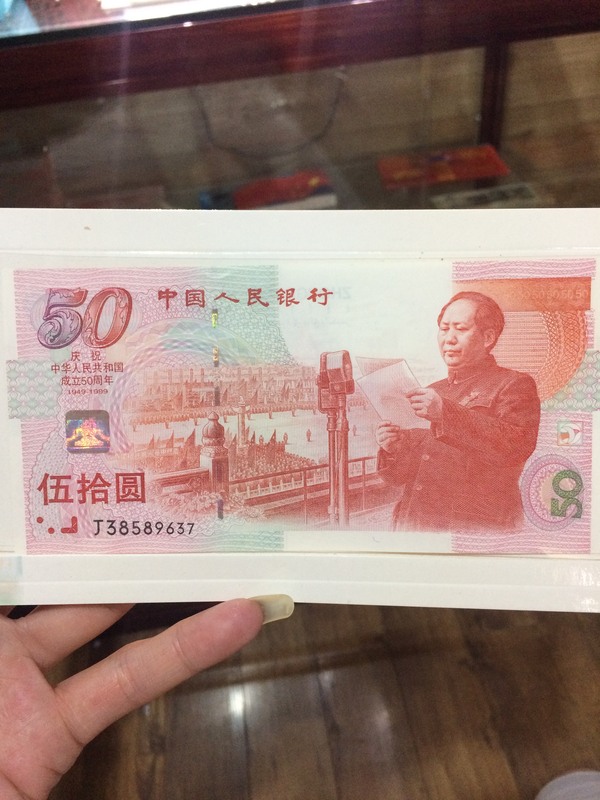 50
中国人民银行
庆祝
中华人民共和国
成立50周年
1949-1999
伍拾圆
J38589637
50